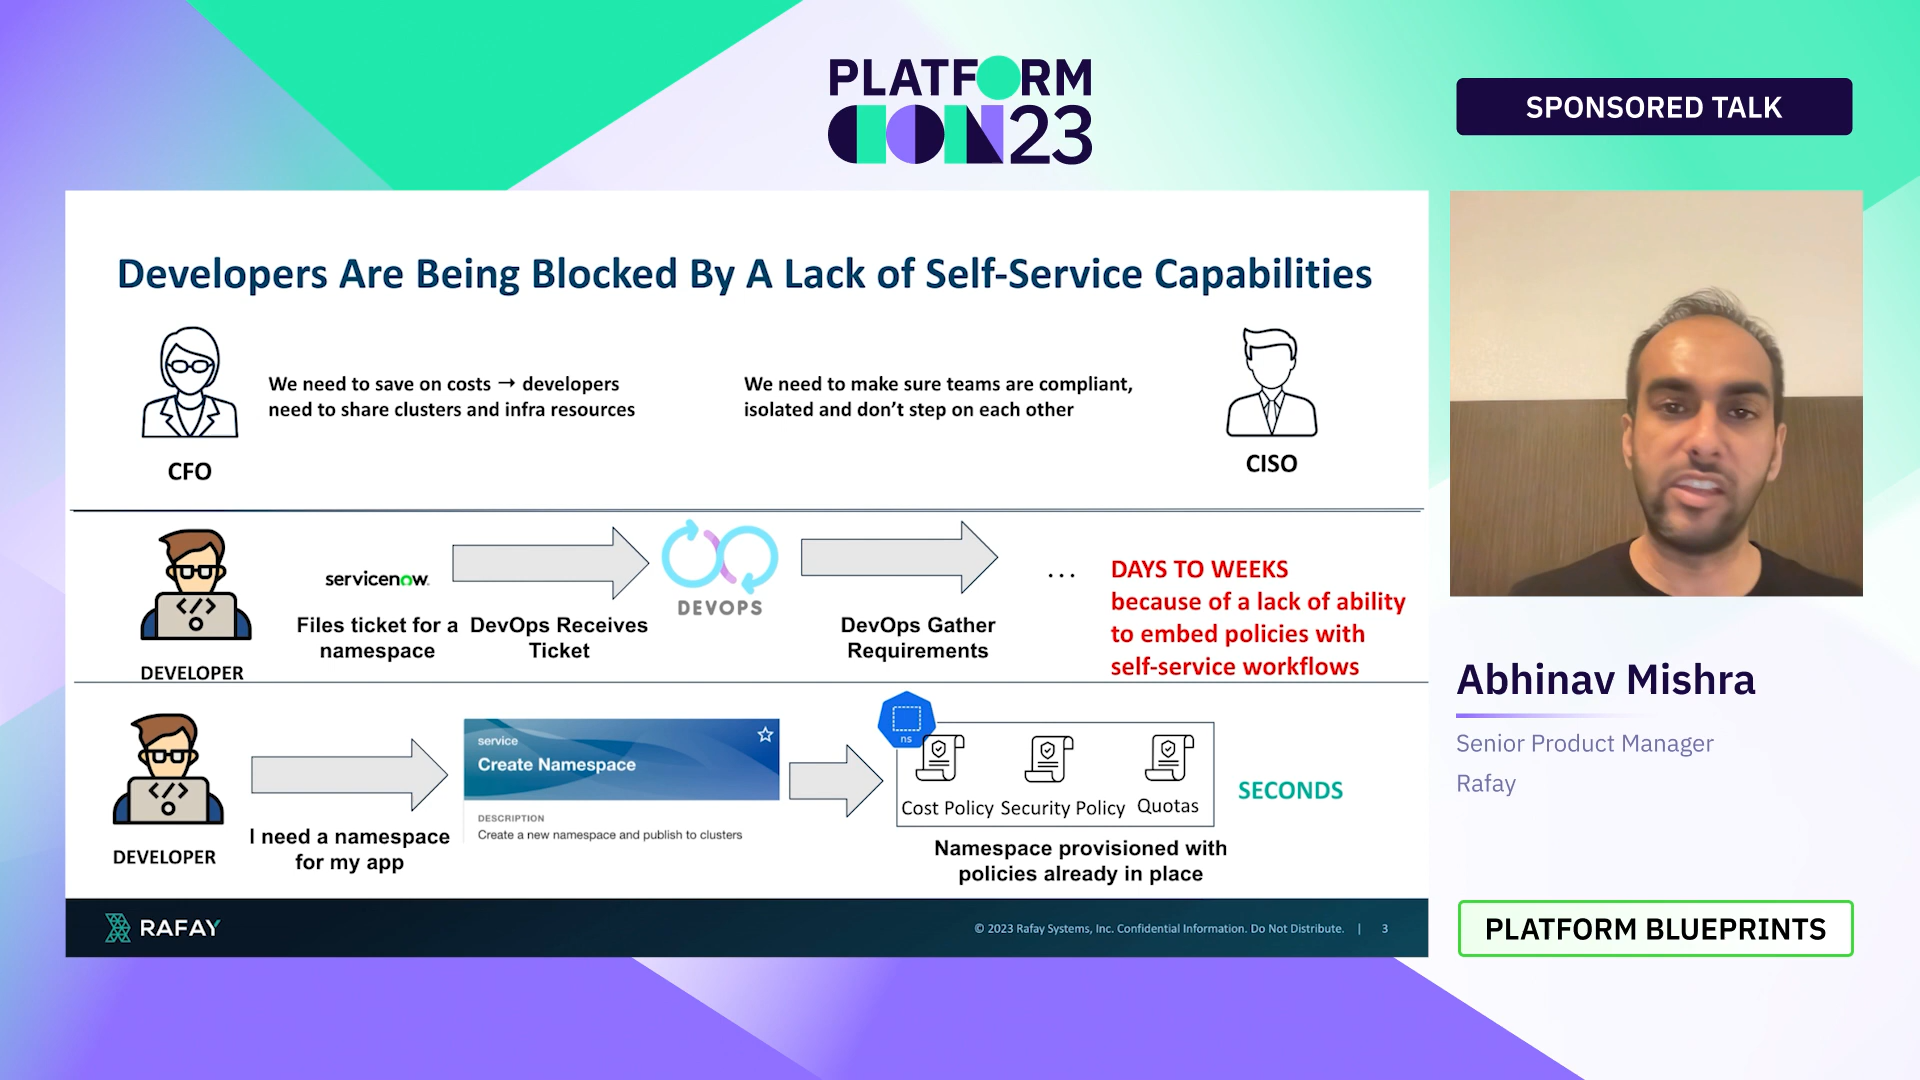 PLATFORM
CON23
SPONSORED TALK
Developers Are Being Blocked By A Lack of Self-Service Capabilities
We need to save on costs → developers
need to share clusters and infra resources
CFO
We need to make sure teams are compliant,
isolated and don't step on each other
CISO
DEVELOPER
servicenow
Files ticket for a
namespace
DevOps Receives
Ticket
DEVOPS
DevOps Gather
Requirements
...
DAYS TO WEEKS
because of a lack of ability
to embed policies with
self-service workflows
DEVELOPER
I need a namespace
for my app
service
Create Namespace
DESCRIPTION
Create a new namespace and publish to clusters
ns
Cost Policy
Security Policy
Quotas
Namespace provisioned with
policies already in place
SECONDS
RAFAY
© 2023 Rafay Systems, Inc. Confidential Information. Do Not Distribute. | 3
Abhinav Mishra
Senior Product Manager
Rafay
PLATFORM BLUEPRINTS